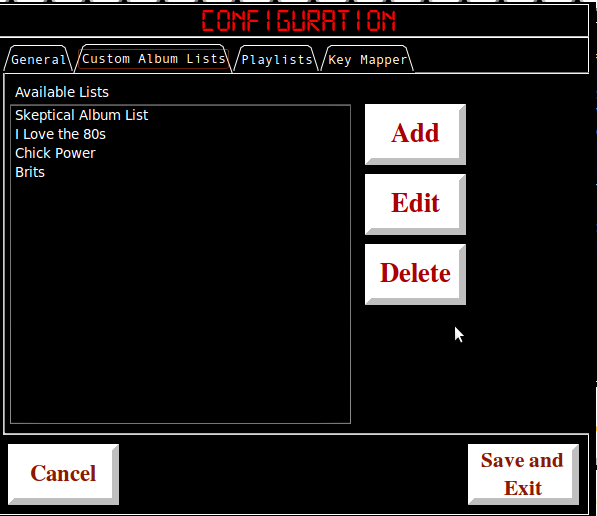 CONFIGURATION
General Custom Album Lists Playlists Key Mapper
Available Lists
Skeptical Album List
I Love the 80s
Chick Power
Brits
Add
Edit
Delete
Cancel
Save and
Exit